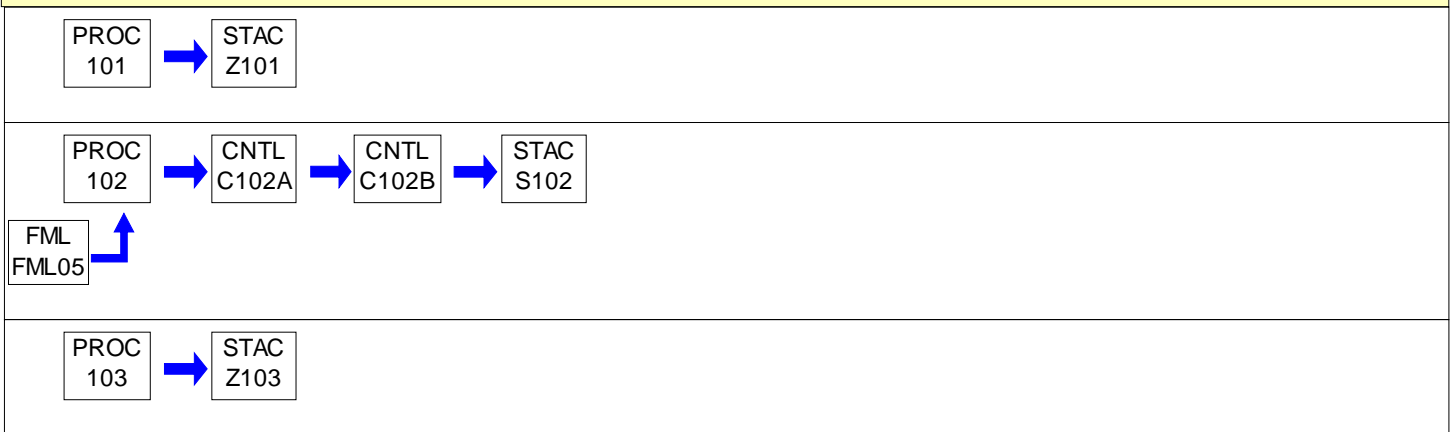 PROC
101
STAC
Z101
PROC
102
CNTL
C102A
CNTL
C102B
STAC
S102
FML
FML05
PROC
103
STAC
Z103